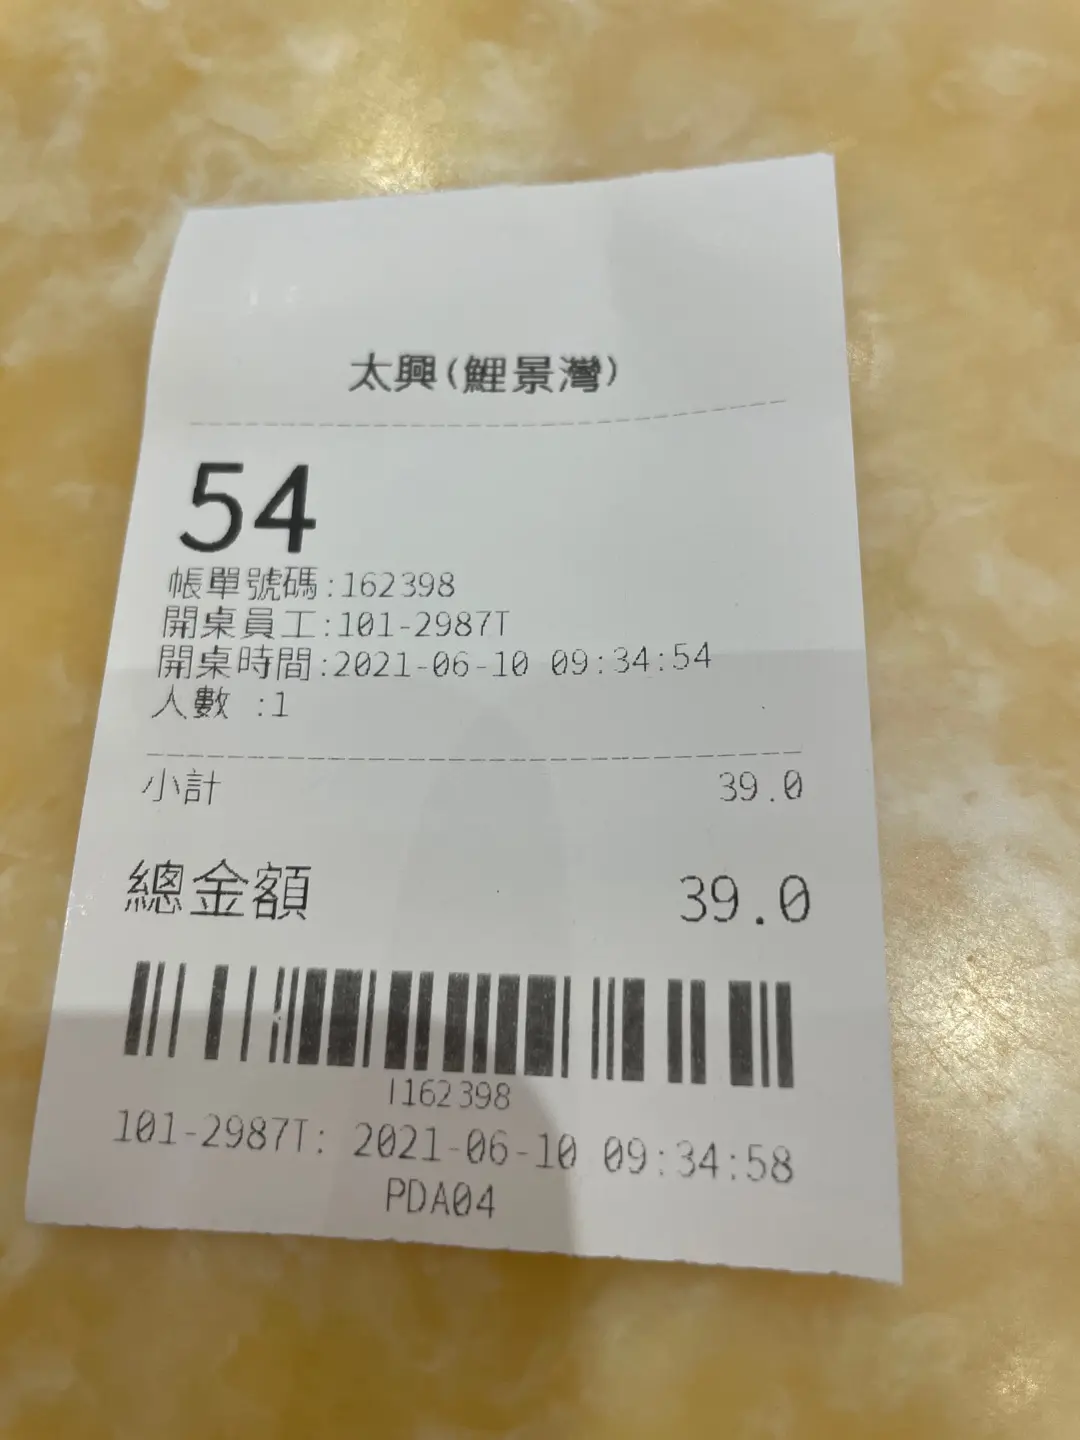 太興(鯉景灣)
54
帳單號碼:162398
開桌員工:101-2987T
開桌時間:2021-06-10 09:34:54
人數 :1
小計 39.0
總金額 39.0
I162398
101-2987T: 2021-06-10 09:34:58
PDA04